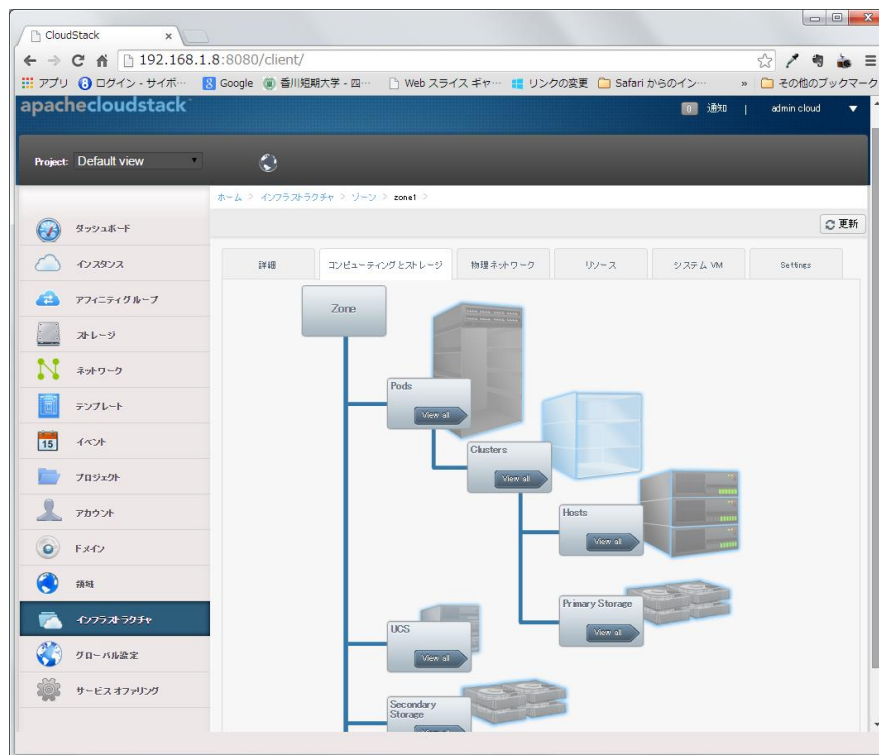 CloudStack
192.168.1.8:8080/client/
アプリ ログイン - サイボ… Google 香川短期大学 - 四… Web スライス ギャ… リンクの変更 Safari からのイン… » その他のブックマーク
apachecloudstack
0 通知 | admin cloud
Project: Default view
ホーム > インフラストラクチャ > ゾーン > zone1 >
更新
ダッシュボード
インスタンス
アフィニティグループ
ストレージ
ネットワーク
テンプレート
15 イベント
プロジェクト
アカウント
ドメイン
領域
インフラストラクチャ
グローバル設定
サービス オファリング
詳細 コンピューティングとストレージ 物理ネットワーク リソース システム VM Settings
Zone
Pods
View all
Clusters
View all
Hosts
View all
Primary Storage
View all
UCS
View all
Secondary
Storage
View all